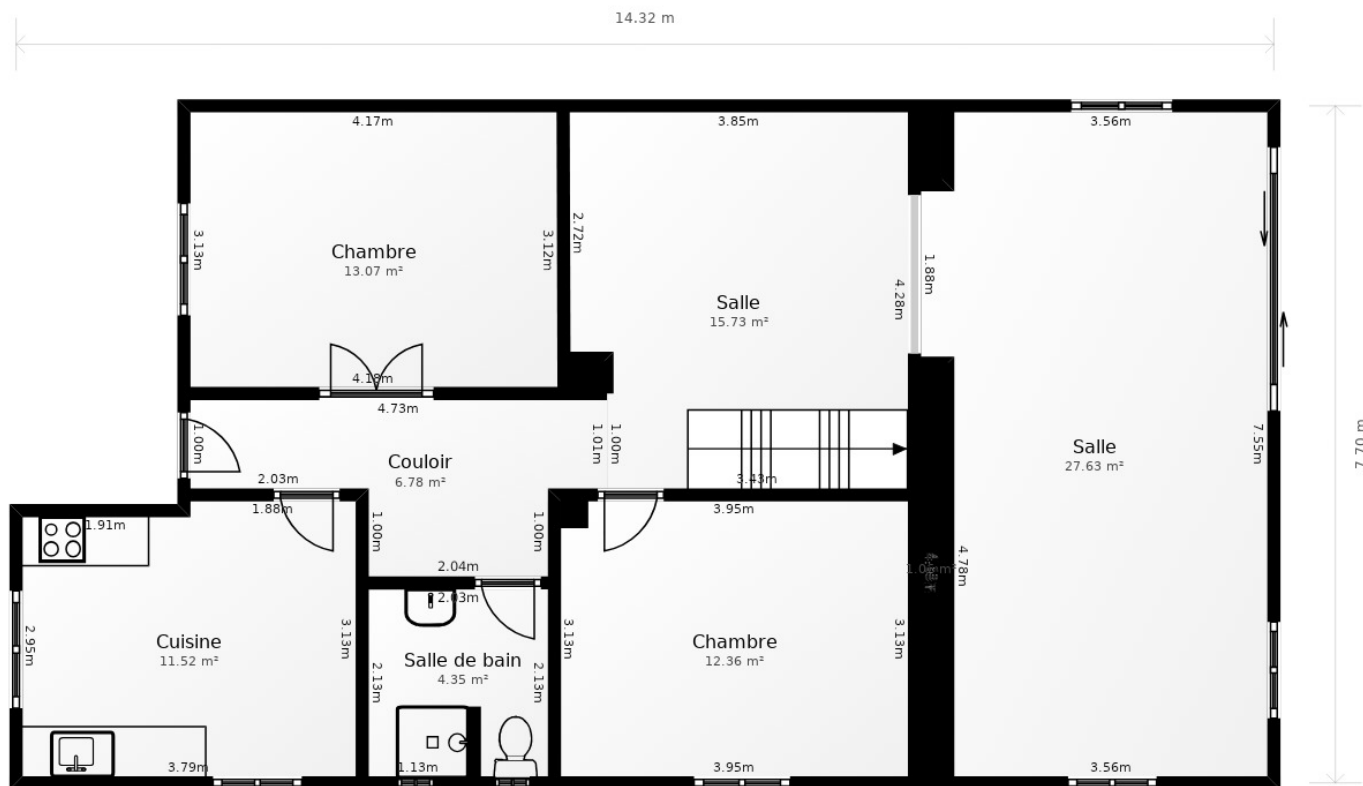 14.32 m
4.17m
3.85m
3.56m
2.72m
3.13m
3.12m
Chambre
13.07 m²
1.88m
4.28m
Salle
15.73 m²
4.18m
4.73m
1.00m
1.01m
1.00m
7.55m
Salle
27.63 m²
Couloir
6.78 m²
2.03m
3.43m
1.88m
3.95m
1.91m
1.00m
1.00m
2.04m
4.78m
2.03m
2.95m
Cuisine
11.52 m²
3.13m
3.13m
Chambre
12.36 m²
3.13m
Salle de bain
4.35 m²
2.13m
2.13m
3.79m
1.13m
3.95m
3.56m